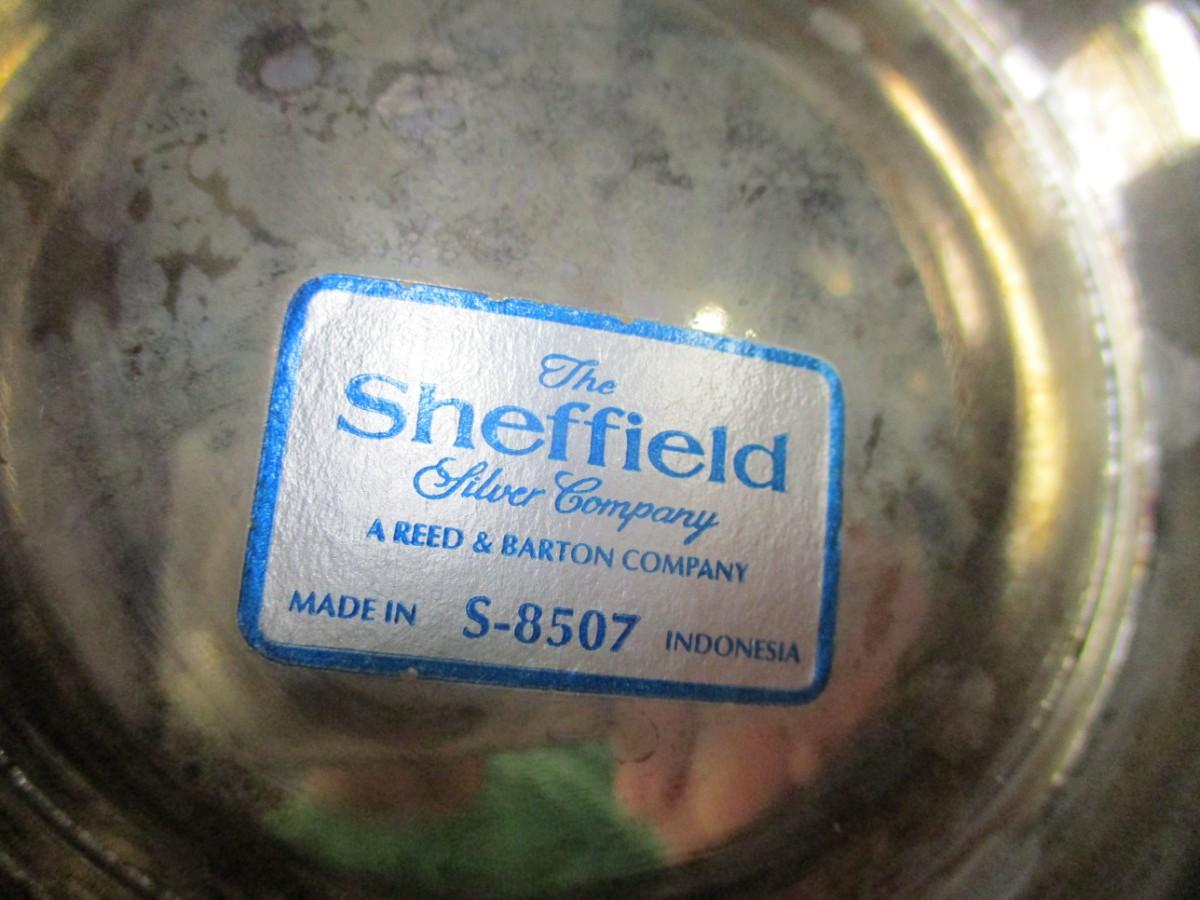 The
Sheffield
Silver Company
A REED & BARTON COMPANY
MADE IN S-8507 INDONESIA